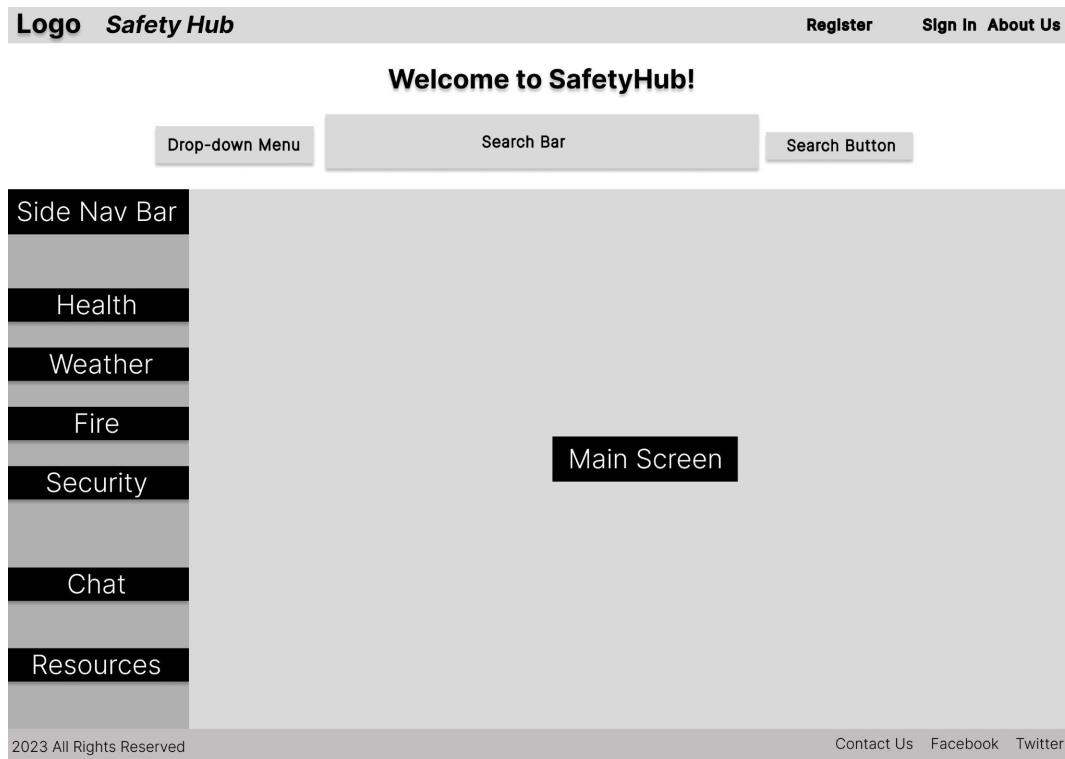 Logo Safety Hub Register Sign In About Us
Welcome to SafetyHub!
Drop-down Menu Search Bar Search Button
Side Nav Bar
Health
Weather
Fire
Security
Chat
Resources
Main Screen
2023 All Rights Reserved Contact Us Facebook Twitter